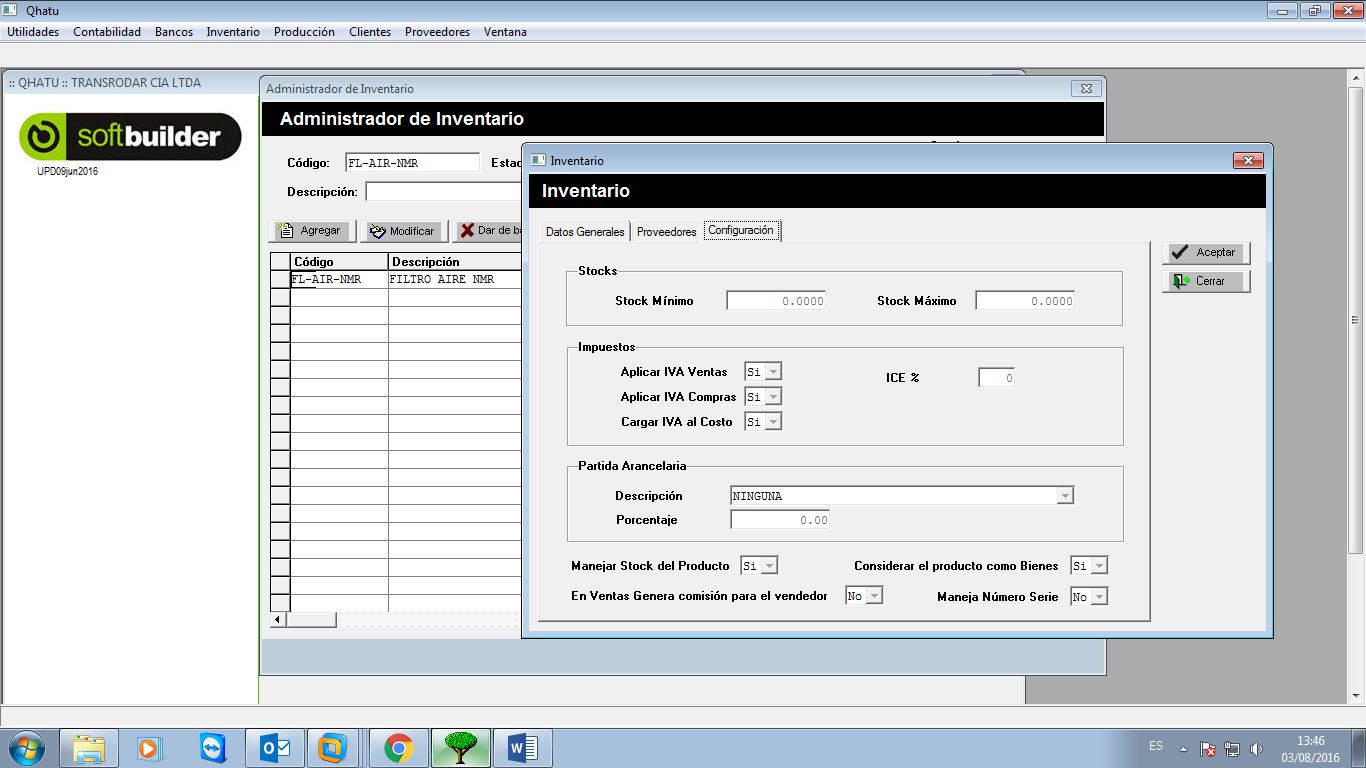 Qhatu
Utilidades Contabilidad Bancos Inventario Producción Clientes Proveedores Ventana
:: QHATU :: TRANSRODAR CIA LTDA
softbuilder
UPD09jun2016
Administrador de Inventario
Administrador de Inventario
Código: FL-AIR-NMR
Descripción:
Agregar Modificar Dar de
Código Descripción
FL-AIR-NMR FILTRO AIRE NMR
Inventario
Inventario
Datos Generales Proveedores Configuración
Aceptar
Cerrar
Stocks
Stock Mínimo 0.0000 Stock Máximo 0.0000
Impuestos
Aplicar IVA Ventas Si ICE % 0
Aplicar IVA Compras Si
Cargar IVA al Costo Si
Partida Arancelaria
Descripción NINGUNA
Porcentaje 0.00
Manejar Stock del Producto Si Considerar el producto como Bienes Si
En Ventas Genera comisión para el vendedor No Maneja Número Serie No
ES
13:46
03/08/2016